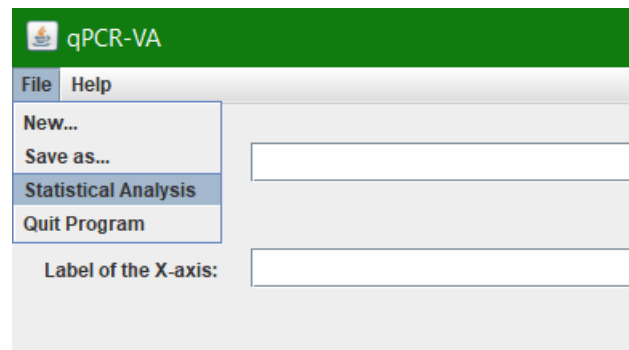 qPCR-VA
File Help
New...
Save as...
Statistical Analysis
Quit Program
Label of the X-axis: